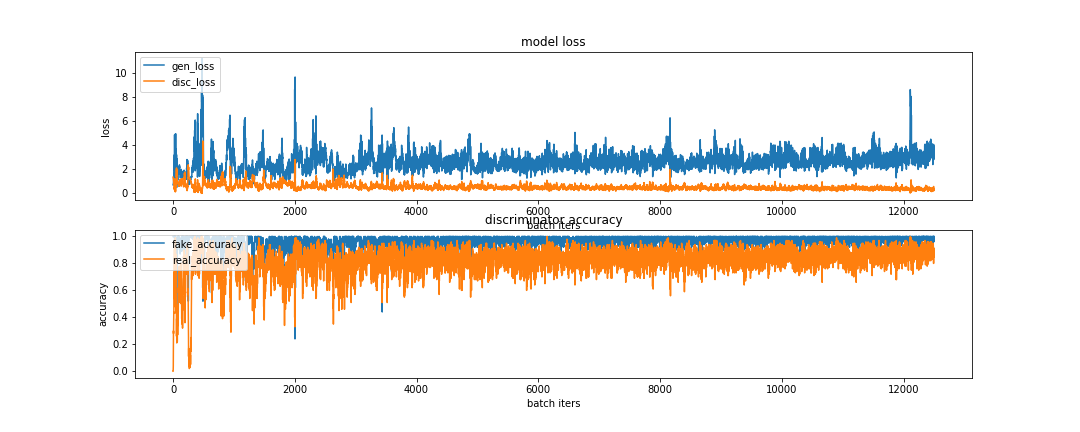 model loss
10
8
6
4
2
0
loss
gen_loss
disc_loss
0 2000 4000 6000 8000 10000 12000
batch iters
discriminator accuracy
1.0
0.8
0.6
0.4
0.2
0.0
accuracy
fake_accuracy
real_accuracy
0 2000 4000 6000 8000 10000 12000
batch iters